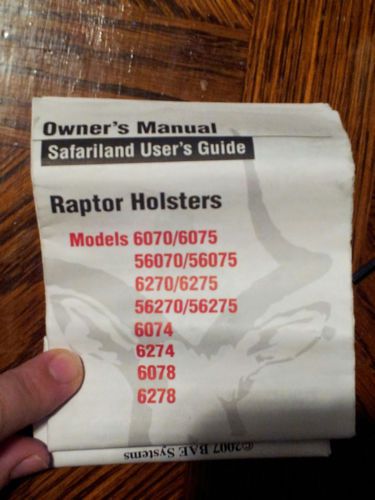 Owner's Manual
Safariland User's Guide
Raptor Holsters
Models 6070/6075
56070/56075
6270/6275
56270/56275
6074
6274
6078
6278
©2007 BAE Systems